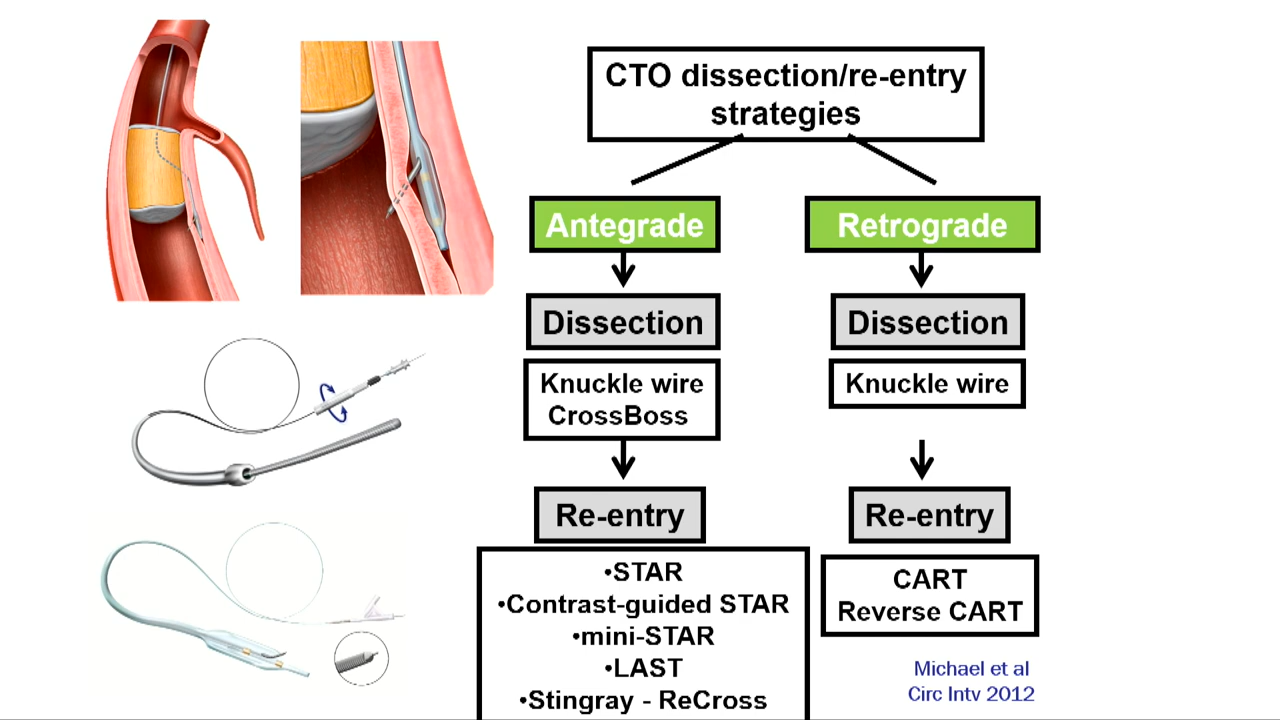 CTO dissection/re-entry
strategies
Antegrade
Retrograde
Dissection
Dissection
Knuckle wire
CrossBoss
Knuckle wire
Re-entry
Re-entry
•STAR
•Contrast-guided STAR
•mini-STAR
•LAST
•Stingray - ReCross
CART
Reverse CART
Michael et al
Circ Intv 2012